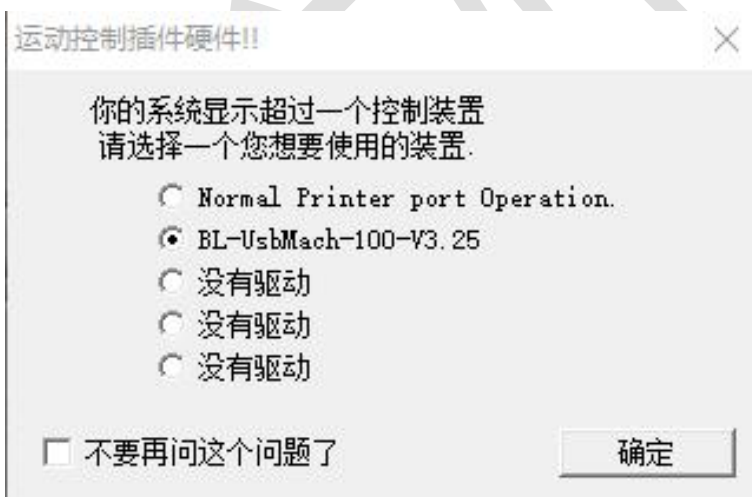 运动控制插件硬件!!
你的系统显示超过一个控制装置
请选择一个您想要使用的装置.
Normal Printer port Operation.
BL-UsbMach-100-V3.25
没有驱动
没有驱动
没有驱动
不要再问这个问题了
确定